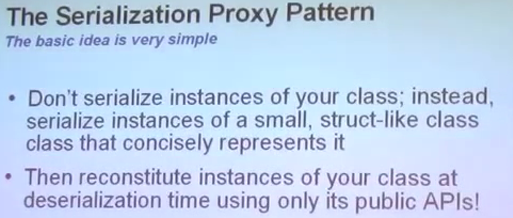 The Serialization Proxy Pattern
The basic idea is very simple
• Don't serialize instances of your class; instead,
serialize instances of a small, struct-like class
class that concisely represents it
• Then reconstitute instances of your class at
deserialization time using only its public APIs!